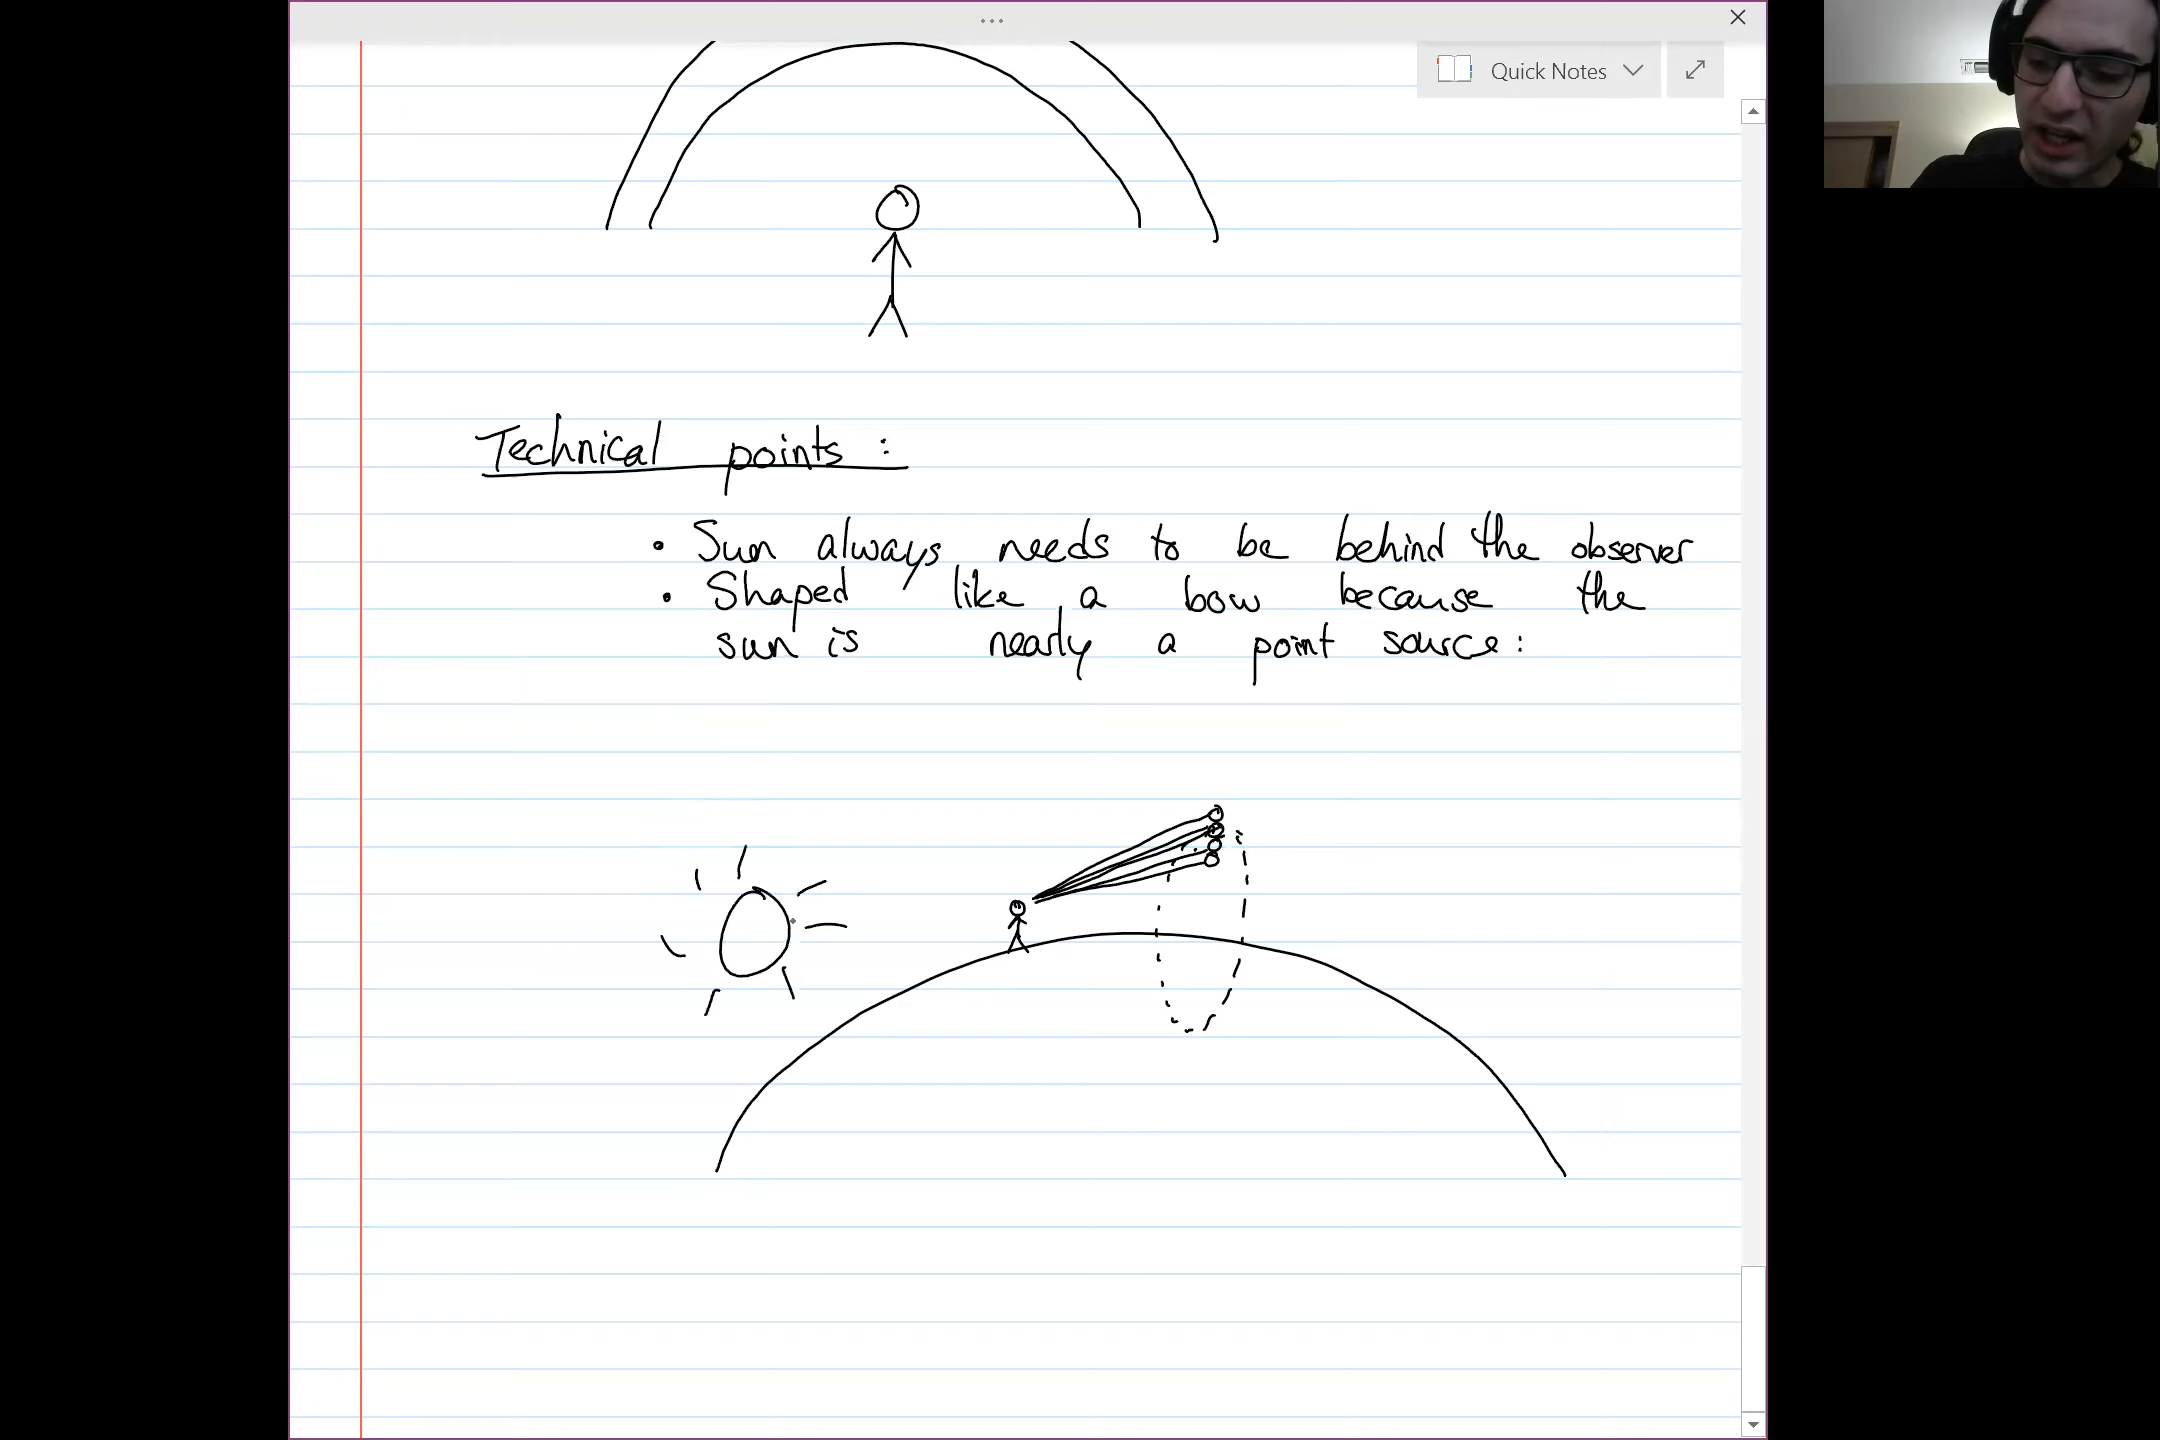 Quick Notes
Technical points:
• Sun always needs to be behind the observer
• Shaped like a bow because the
sun is nearly a point source: